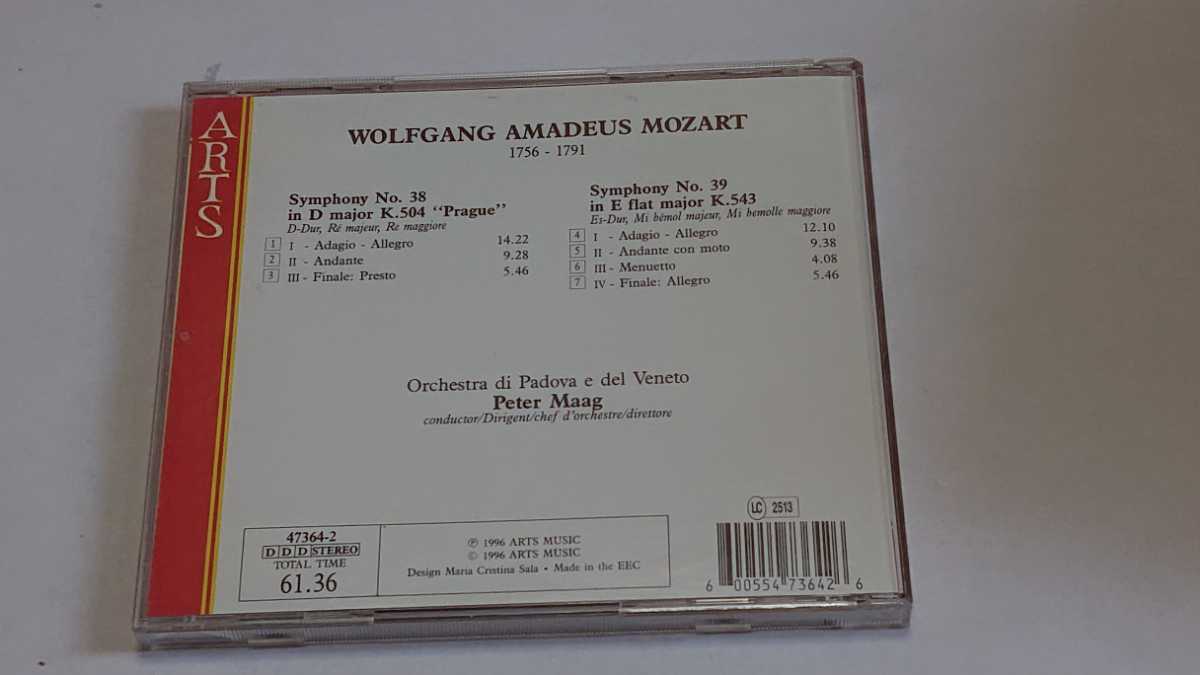 ARTS
WOLFGANG AMADEUS MOZART
1756 - 1791
Symphony No. 38
in D major K.504 “Prague”
D-Dur, Ré majeur, Re maggiore
1 I - Adagio - Allegro 14.22
2 II - Andante 9.28
3 III - Finale: Presto 5.46
Symphony No. 39
in E flat major K.543
Es-Dur, Mi bémol majeur, Mi bemolle maggiore
4 I - Adagio - Allegro 12.10
5 II - Andante con moto 9.38
6 III - Menuetto 4.08
7 IV - Finale: Allegro 5.46
Orchestra di Padova e del Veneto
Peter Maag
conductor/Dirigent/chef d'orchestre/direttore
47364-2
D D D STEREO
TOTAL TIME
61.36
℗ 1996 ARTS MUSIC
© 1996 ARTS MUSIC
Design Maria Cristina Sala • Made in the EEC
LC 2513
6 00554 73642 6